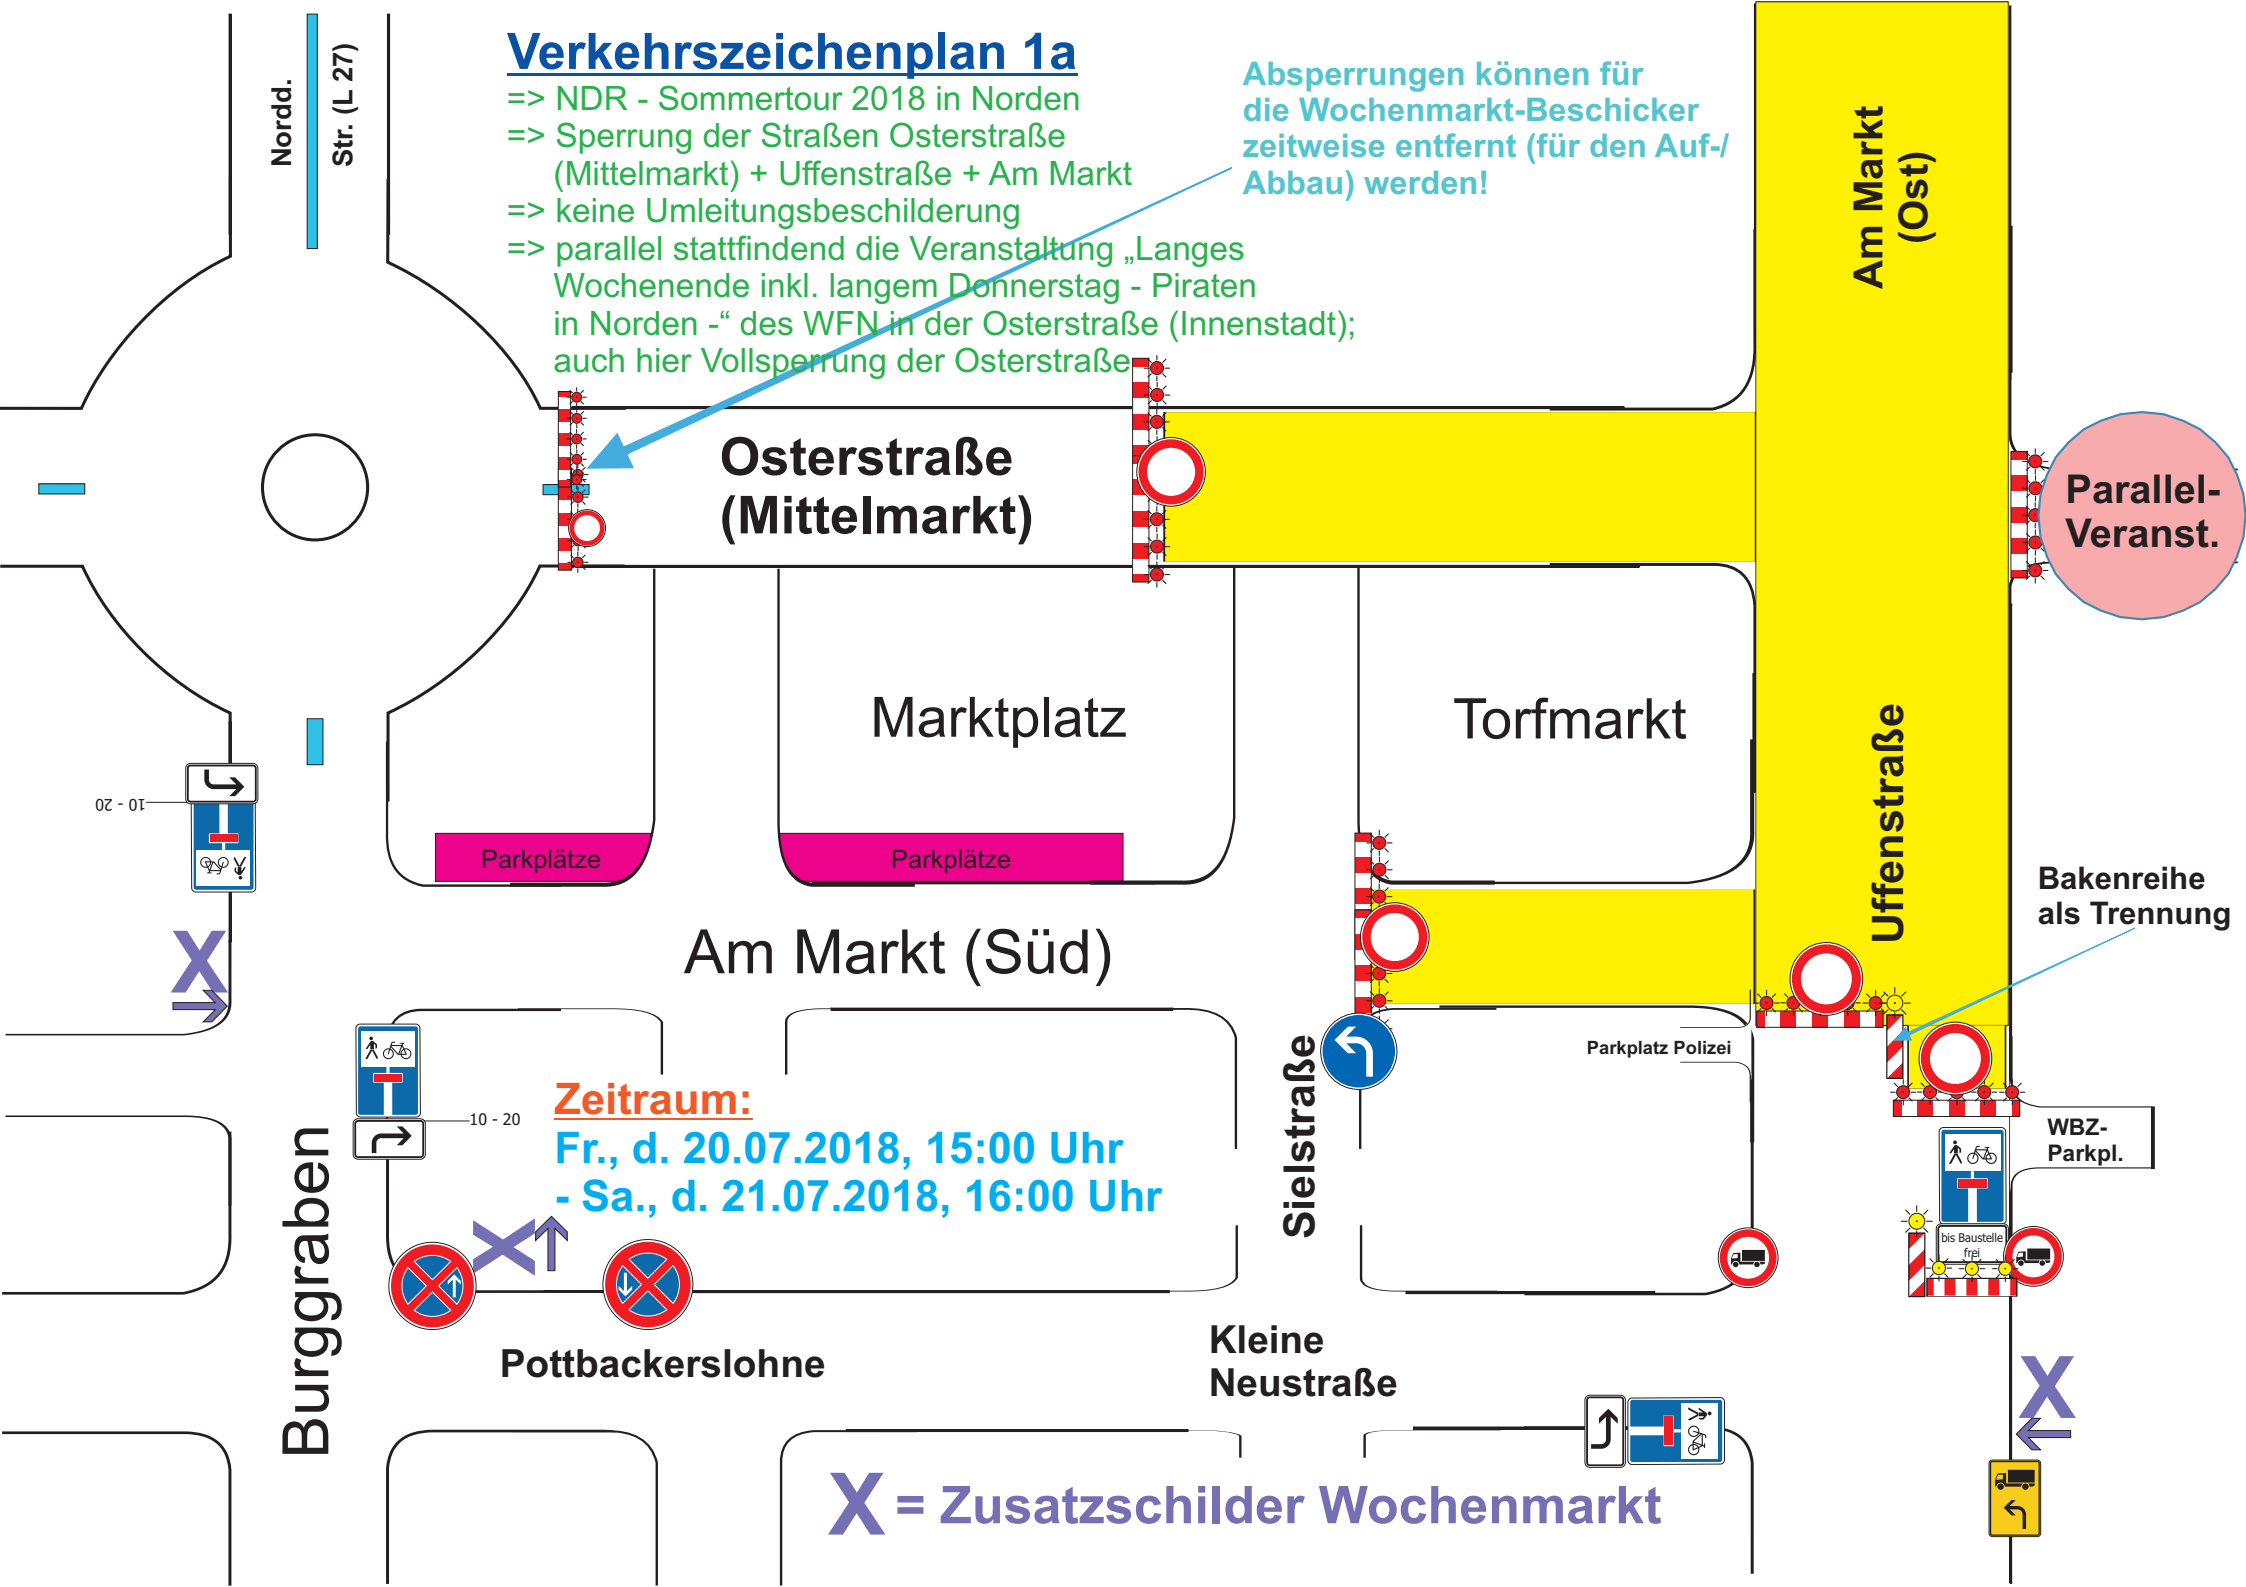 Verkehrszeichenplan 1a
=> NDR - Sommertour 2018 in Norden
=> Sperrung der Straßen Osterstraße
(Mittelmarkt) + Uffenstraße + Am Markt
=> keine Umleitungsbeschilderung
=> parallel stattfindend die Veranstaltung „Langes
Wochenende inkl. langem Donnerstag - Piraten
in Norden -“ des WFN in der Osterstraße (Innenstadt);
auch hier Vollsperrung der Osterstraße
Absperrungen können für
die Wochenmarkt-Beschicker
zeitweise entfernt (für den Auf-/
Abbau) werden!
Nordd.
Str. (L 27)
Am Markt
(Ost)
Osterstraße
(Mittelmarkt)
Parallel-
Veranst.
Marktplatz
Torfmarkt
Uffenstraße
10 - 20
Parkplätze
Parkplätze
Bakenreihe
als Trennung
Am Markt (Süd)
X
Parkplatz Polizei
Sielstraße
10 - 20
Zeitraum:
Fr., d. 20.07.2018, 15:00 Uhr
- Sa., d. 21.07.2018, 16:00 Uhr
WBZ-
Parkpl.
bis Baustelle
frei
Burggraben
X
Pottbackerslohne
Kleine
Neustraße
X
X = Zusatzschilder Wochenmarkt